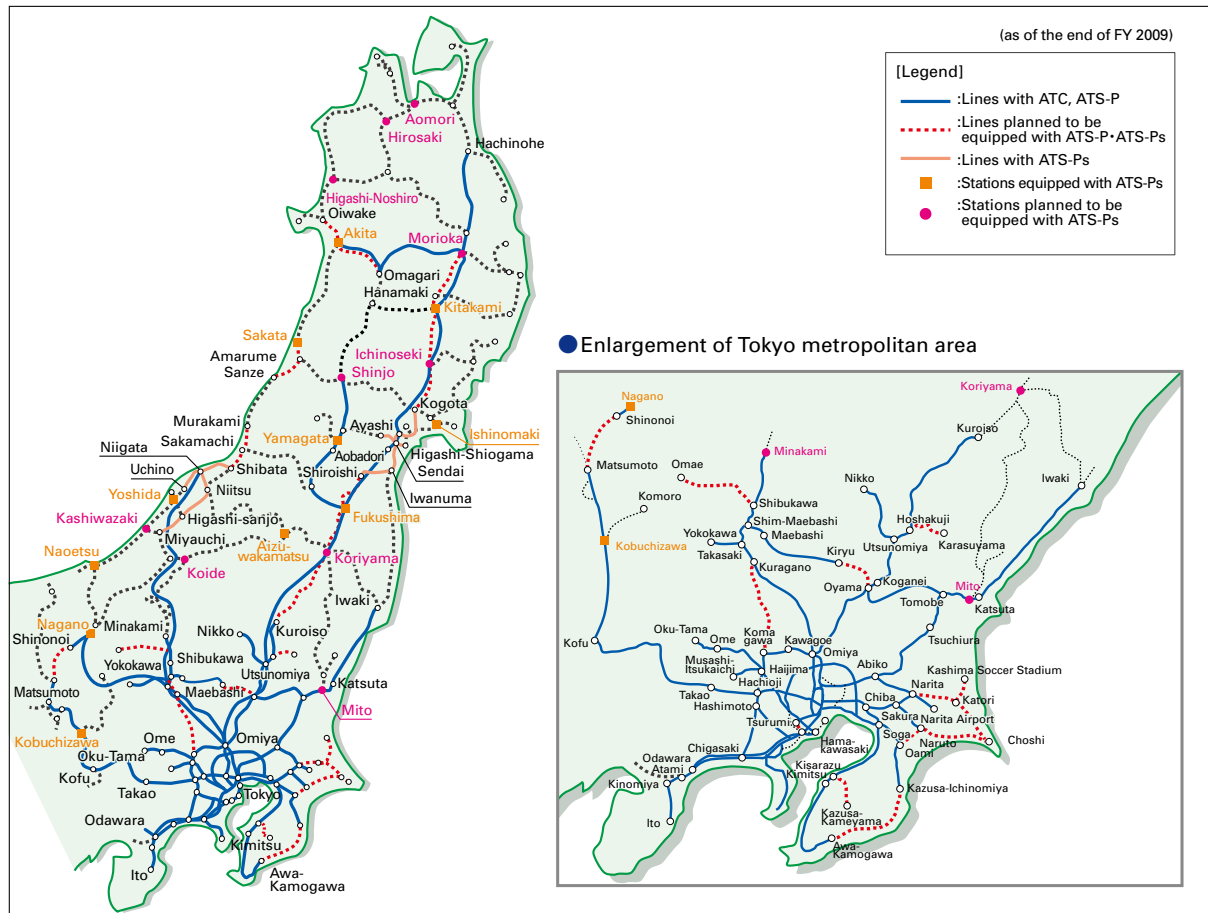 (as of the end of FY 2009)
[Legend]
:Lines with ATC, ATS-P
:Lines planned to be
equipped with ATS-P・ATS-Ps
:Lines with ATS-Ps
:Stations equipped with ATS-Ps
:Stations planned to be
equipped with ATS-Ps
Aomori
Hirosaki
Hachinohe
Higashi-Noshiro
Oiwake
Akita
Morioka
Omagari
Hanamaki
Kitakami
Sakata
Amarume
Sanze
Ichinoseki
Shinjo
Kogota
Murakami
Sakamachi
Ayashi
Yamagata
Ishinomaki
Niigata
Aobadori
Higashi-Shiogama
Sendai
Uchino
Shibata
Shiroishi
Iwanuma
Yoshida
Niitsu
Kashiwazaki
Higashi-sanjo
Fukushima
Miyauchi
Aizu-
wakamatsu
Naoetsu
Koide
Koriyama
Iwaki
Nagano
Minakami
Shinonoi
Nikko
Kuroiso
Yokokawa
Shibukawa
Utsunomiya
Matsumoto
Maebashi
Katsuta
Mito
Kobuchizawa
Ome
Omiya
Oku-Tama
Kofu
Takao
Tokyo
Odawara
Kimitsu
Ito
Awa-
Kamogawa
Enlargement of Tokyo metropolitan area
Koriyama
Nagano
Shinonoi
Kuroiso
Minakami
Matsumoto
Omae
Nikko
Iwaki
Komoro
Shibukawa
Hoshakuji
Shim-Maebashi
Maebashi
Yokokawa
Kobuchizawa
Takasaki
Kiryu
Utsunomiya
Karasuyama
Kuragano
Oyama
Koganei
Mito
Tomobe
Katsuta
Oku-Tama
Ome
Koma
gawa
Kawagoe
Tsuchiura
Kofu
Musashi-
Itsukaichi
Haijima
Omiya
Abiko
Kashima Soccer Stadium
Hachioji
Narita
Takao
Chiba
Katori
Hashimoto
Sakura
Narita Airport
Tsurumi
Soga
Naruto
Choshi
Hama-
kawasaki
Oami
Chigasaki
Odawara
Atami
Kisarazu
Kimitsu
Kinomiya
Kazusa-Ichinomiya
Ito
Kazusa-
Kameyama
Awa-
Kamogawa